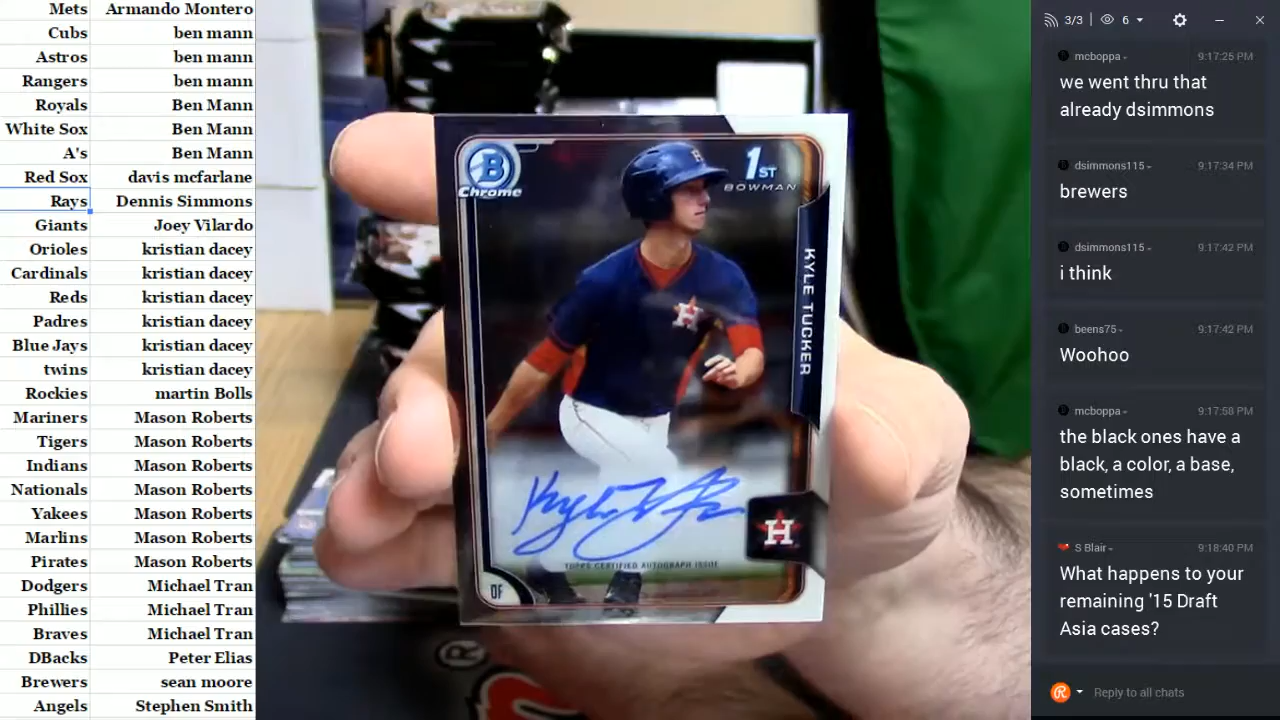 Mets Armando Montero
Cubs ben mann
Astros ben mann
Rangers ben mann
Royals Ben Mann
White Sox Ben Mann
A's Ben Mann
Red Sox davis mcfarlane
Rays Dennis Simmons
Giants Joey Vilardo
Orioles kristian dacey
Cardinals kristian dacey
Reds kristian dacey
Padres kristian dacey
Blue Jays kristian dacey
twins kristian dacey
Rockies martin Bolls
Mariners Mason Roberts
Tigers Mason Roberts
Indians Mason Roberts
Nationals Mason Roberts
Yakees Mason Roberts
Marlins Mason Roberts
Pirates Mason Roberts
Dodgers Michael Tran
Phillies Michael Tran
Braves Michael Tran
DBacks Peter Elias
Brewers sean moore
Angels Stephen Smith
B
Chrome
1ST
BOWMAN
KYLE TUCKER
H
H
TOPPS CERTIFIED AUTOGRAPH ISSUE
H
OF
®
3/3 6
mcboppa 9:17:25 PM
we went thru that
already dsimmons
dsimmons115 9:17:34 PM
brewers
dsimmons115 9:17:42 PM
i think
beens75 9:17:42 PM
Woohoo
mcboppa 9:17:58 PM
the black ones have a
black, a color, a base,
sometimes
S Blair 9:18:40 PM
What happens to your
remaining '15 Draft
Asia cases?
Reply to all chats